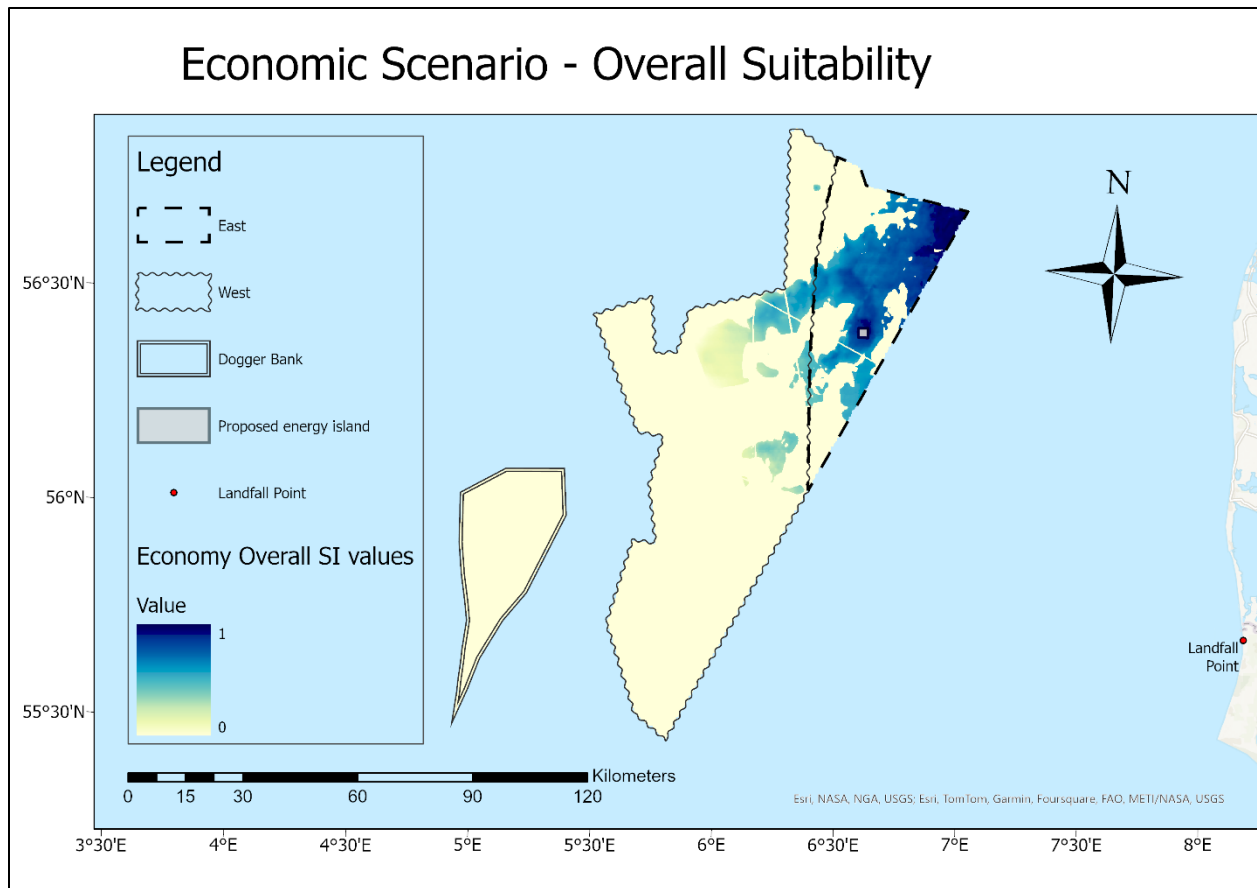 Economic Scenario - Overall Suitability
Legend
East
West
Dogger Bank
Proposed energy island
Landfall Point
Economy Overall SI values
Value
1
0
N
56°30'N
56°N
55°30'N
Landfall
Point
Kilometers
0 15 30 60 90 120
Esri, NASA, NGA, USGS; Esri, TomTom, Garmin, Foursquare, FAO, METI/NASA, USGS
3°30'E 4°E 4°30'E 5°E 5°30'E 6°E 6°30'E 7°E 7°30'E 8°E